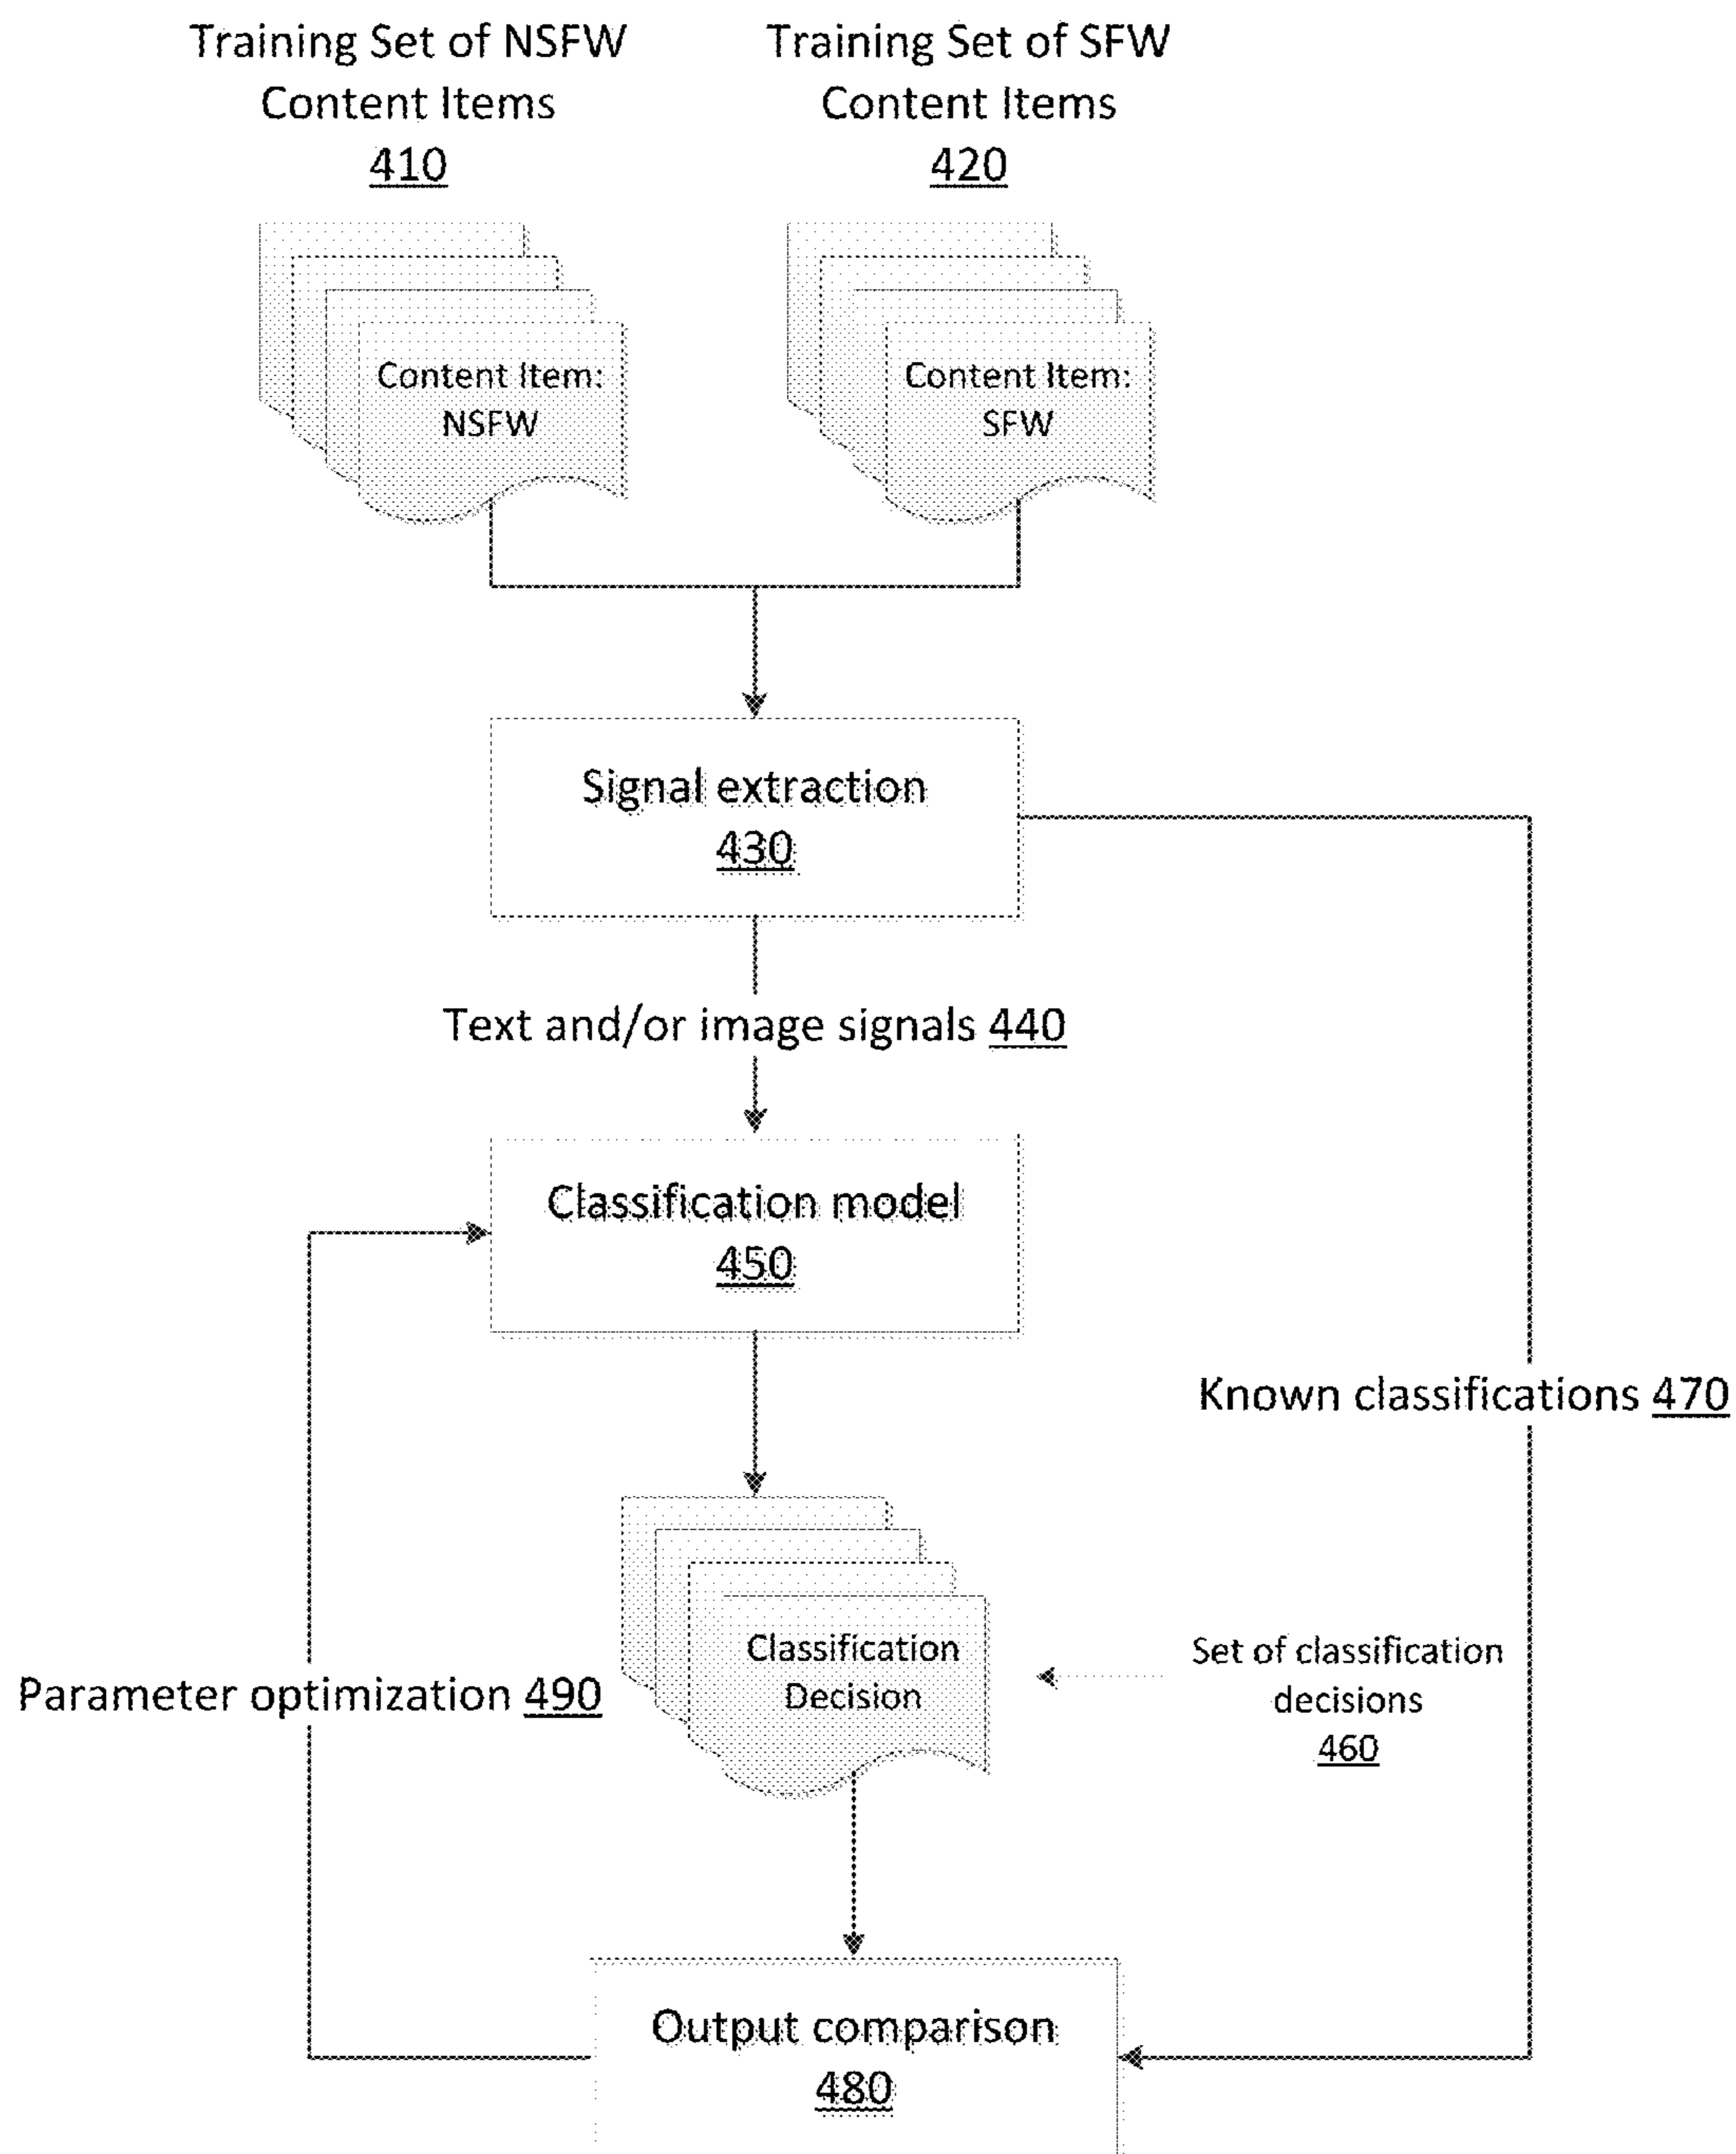 Training Set of NSFW
Content Items
410
Training Set of SFW
Content Items
420
Content Item:
NSFW
Content Item:
SFW
Signal extraction
430
Text and/or image signals 440
Classification model
450
Known classifications 470
Classification
Decision
Set of classification
decisions
460
Parameter optimization 490
Output comparison
480